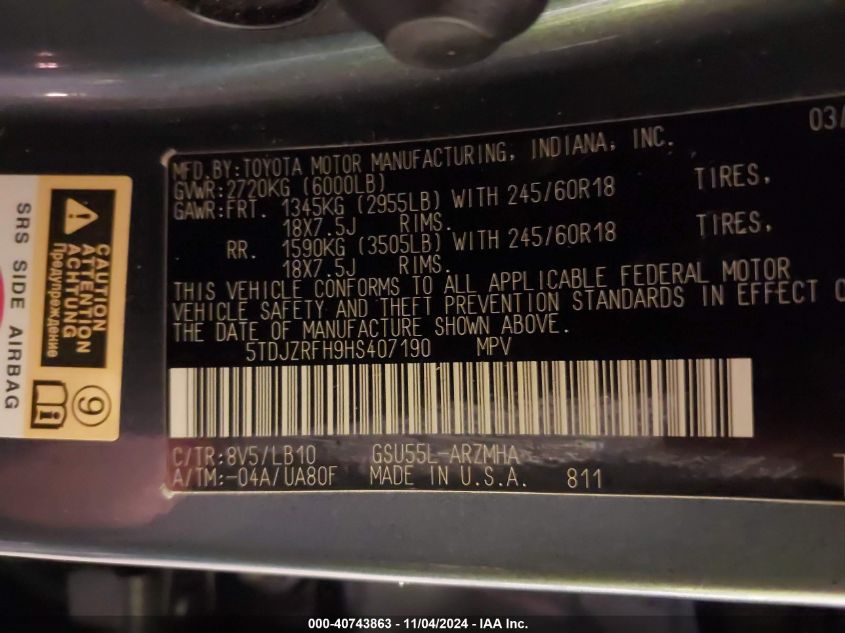 03/
MFD.BY:TOYOTA MOTOR MANUFACTURING, INDIANA, INC.
GVWR:2720KG (6000LB)
GAWR:FRT. 1345KG (2955LB) WITH 245/60R18 TIRES,
18X7.5J RIMS.
RR. 1590KG (3505LB) WITH 245/60R18 TIRES,
18X7.5J RIMS.
THIS VEHICLE CONFORMS TO ALL APPLICABLE FEDERAL MOTOR
VEHICLE SAFETY AND THEFT PREVENTION STANDARDS IN EFFECT O
THE DATE OF MANUFACTURE SHOWN ABOVE.
5TDJZRFH9HS407190 MPV
C/TR:8V5/LB10 GSU55L-ARZMHA
A/TM:-04A/UA80F MADE IN U.S.A. 811
CAUTION
ATTENTION
ACHTUNG
Предупреждение
SRS SIDE AIRBAG
9
000-40743863 - 11/04/2024 - IAA Inc.